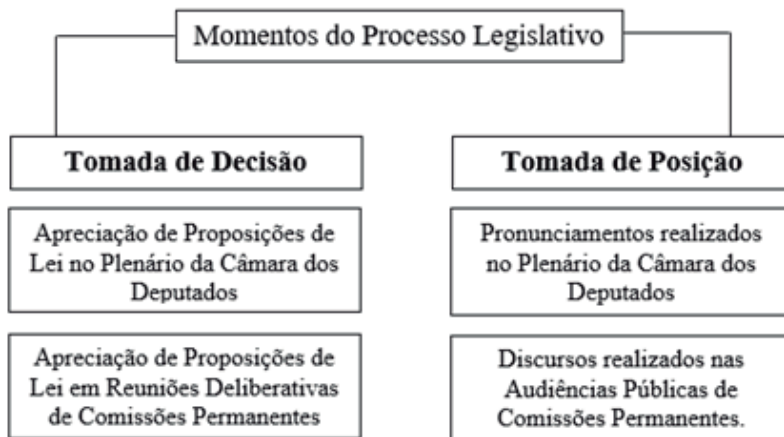 Momentos do Processo Legislativo
Tomada de Decisão
Apreciação de Proposições de
Lei no Plenário da Câmara dos
Deputados
Apreciação de Proposições de
Lei em Reuniões Deliberativas
de Comissões Permanentes
Tomada de Posição
Pronunciamentos realizados
no Plenário da Câmara dos
Deputados
Discursos realizados nas
Audiências Públicas de
Comissões Permanentes.